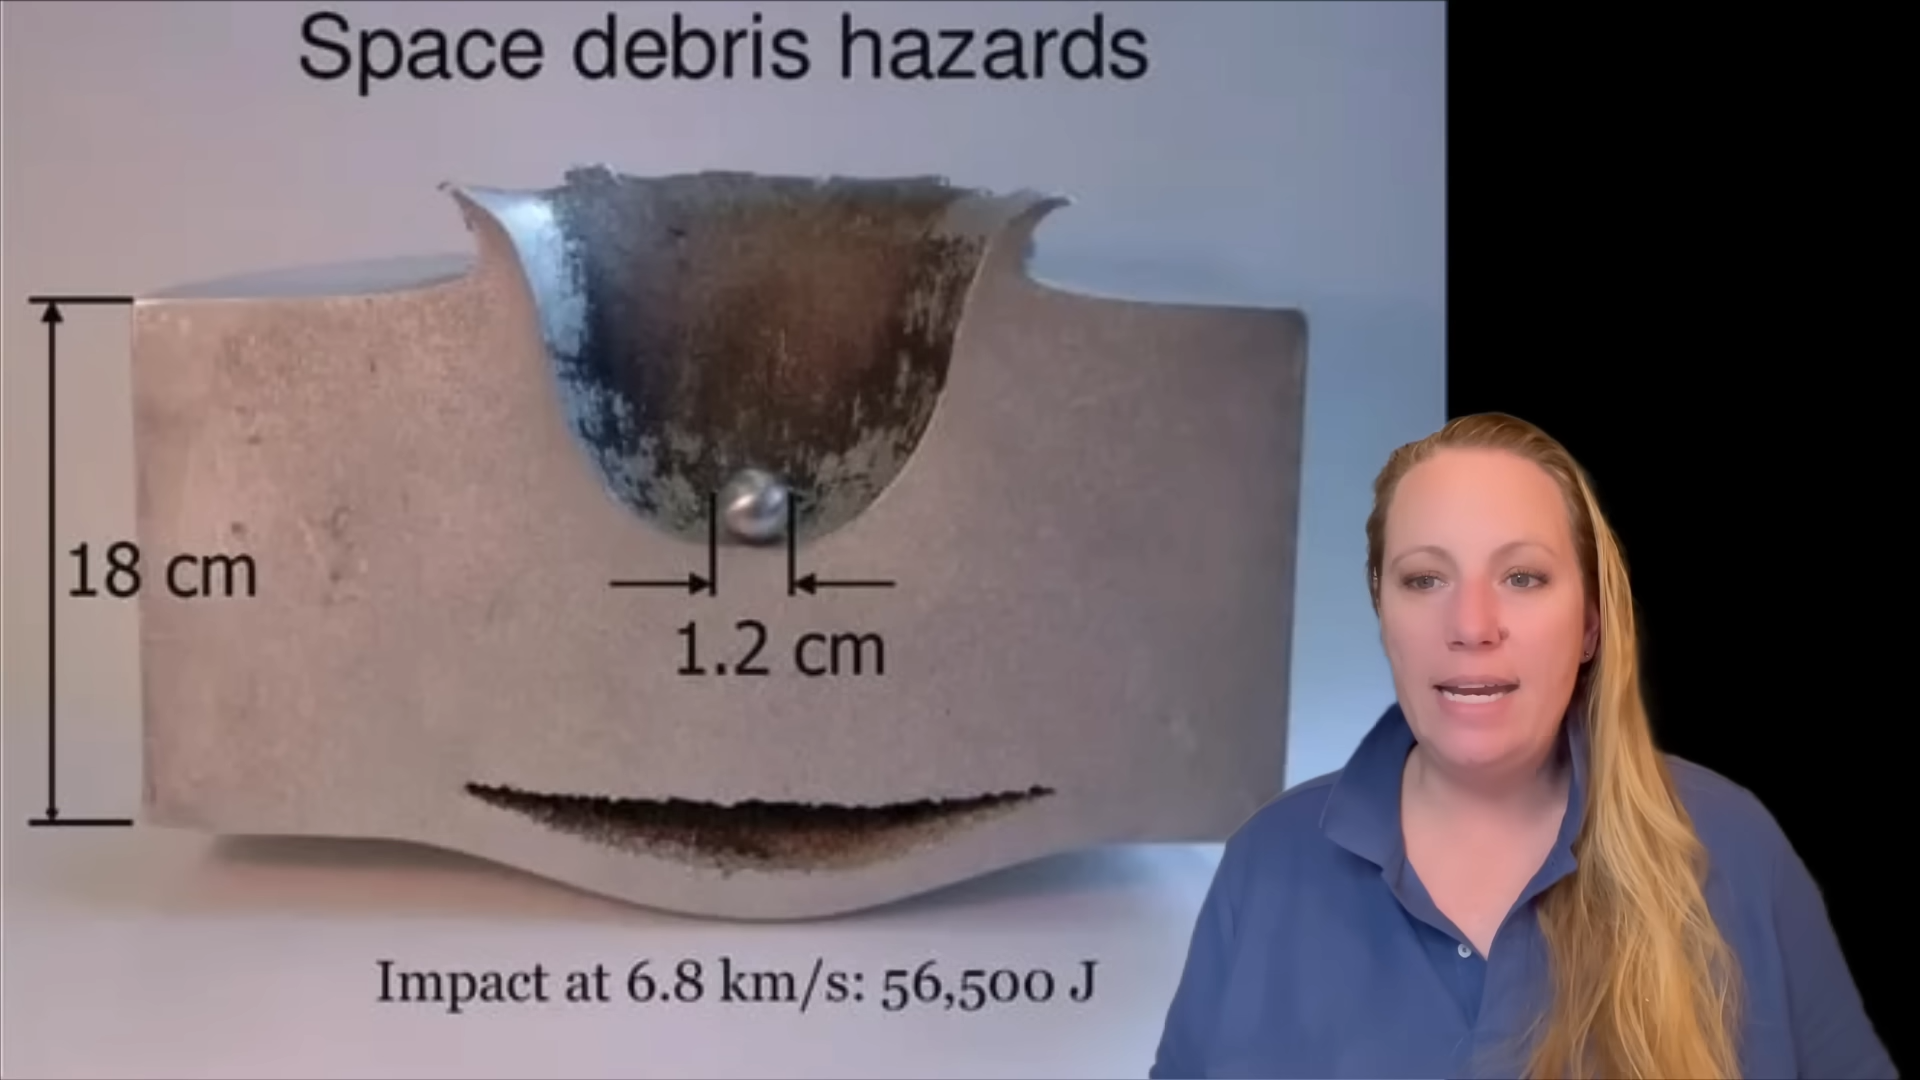 Space debris hazards
18 cm
1.2 cm
Impact at 6.8 km/s: 56,500 J